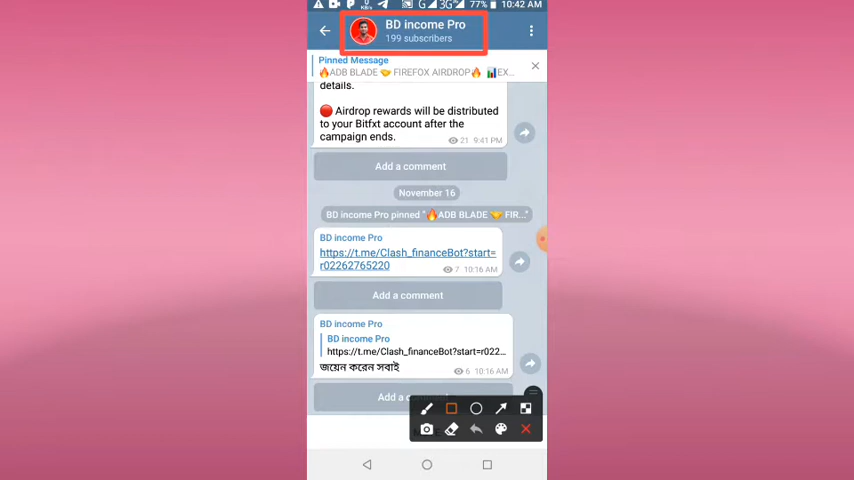 77% 10:42 AM
BD income Pro
199 subscribers
Pinned Message
🔥ADB BLADE 🤝 FIREFOX AIRDROP🔥 📊EX...
details.
🔴 Airdrop rewards will be distributed
to your Bitfxt account after the
campaign ends.
21 9:41 PM
Add a comment
November 16
BD income Pro pinned "🔥ADB BLADE 🤝 FIR..."
BD income Pro
https://t.me/Clash_financeBot?start=
r02262765220
7 10:16 AM
Add a comment
BD income Pro
BD income Pro
https://t.me/Clash_financeBot?start=r022...
জয়েন করেন সবাই
6 10:16 AM
Add a